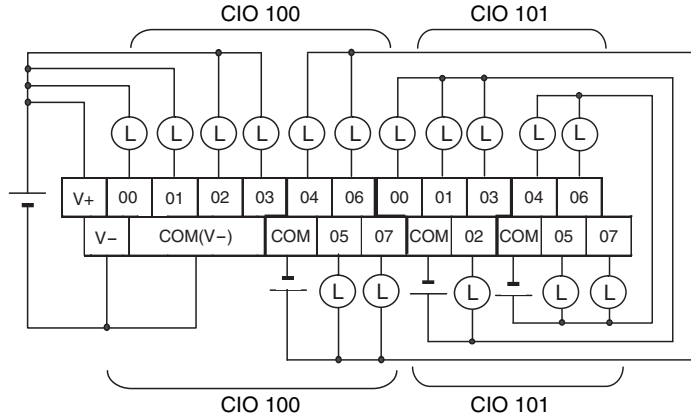 CIO 100 CIO 101
L L L L L L L L L L L
V+ 00 01 02 03 04 06 00 01 03 04 06
V− COM(V−) COM 05 07 COM 02 COM 05 07
L L L L L
CIO 100 CIO 101